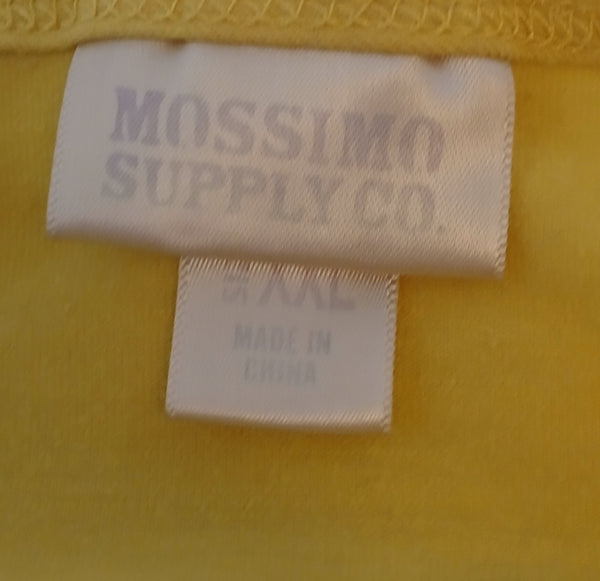 MOSSIMO
SUPPLY CO.
XXL
MADE IN
CHINA